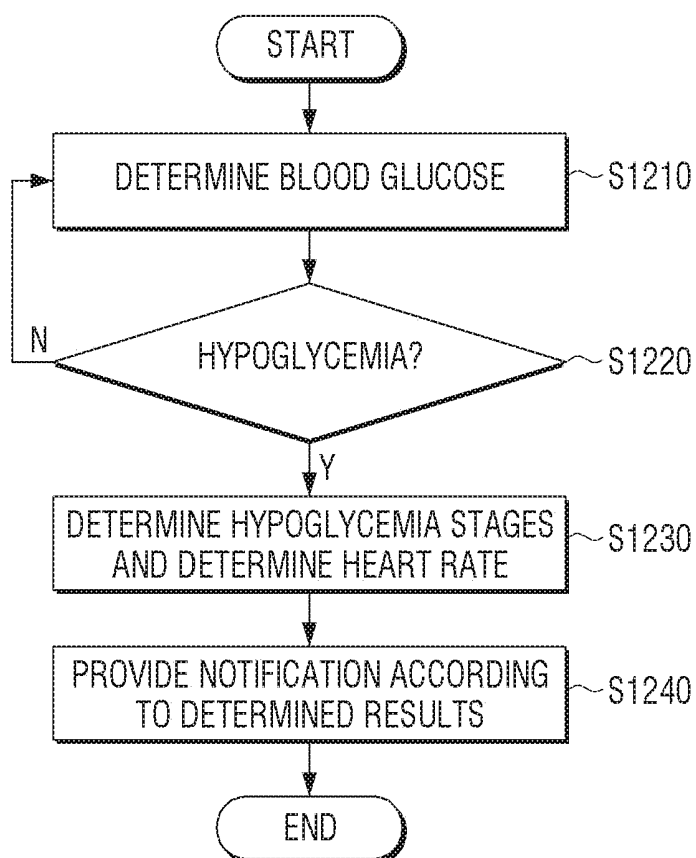 START
DETERMINE BLOOD GLUCOSE
S1210
HYPOGLYCEMIA?
S1220
N
Y
DETERMINE HYPOGLYCEMIA STAGES
AND DETERMINE HEART RATE
S1230
PROVIDE NOTIFICATION ACCORDING
TO DETERMINED RESULTS
S1240
END